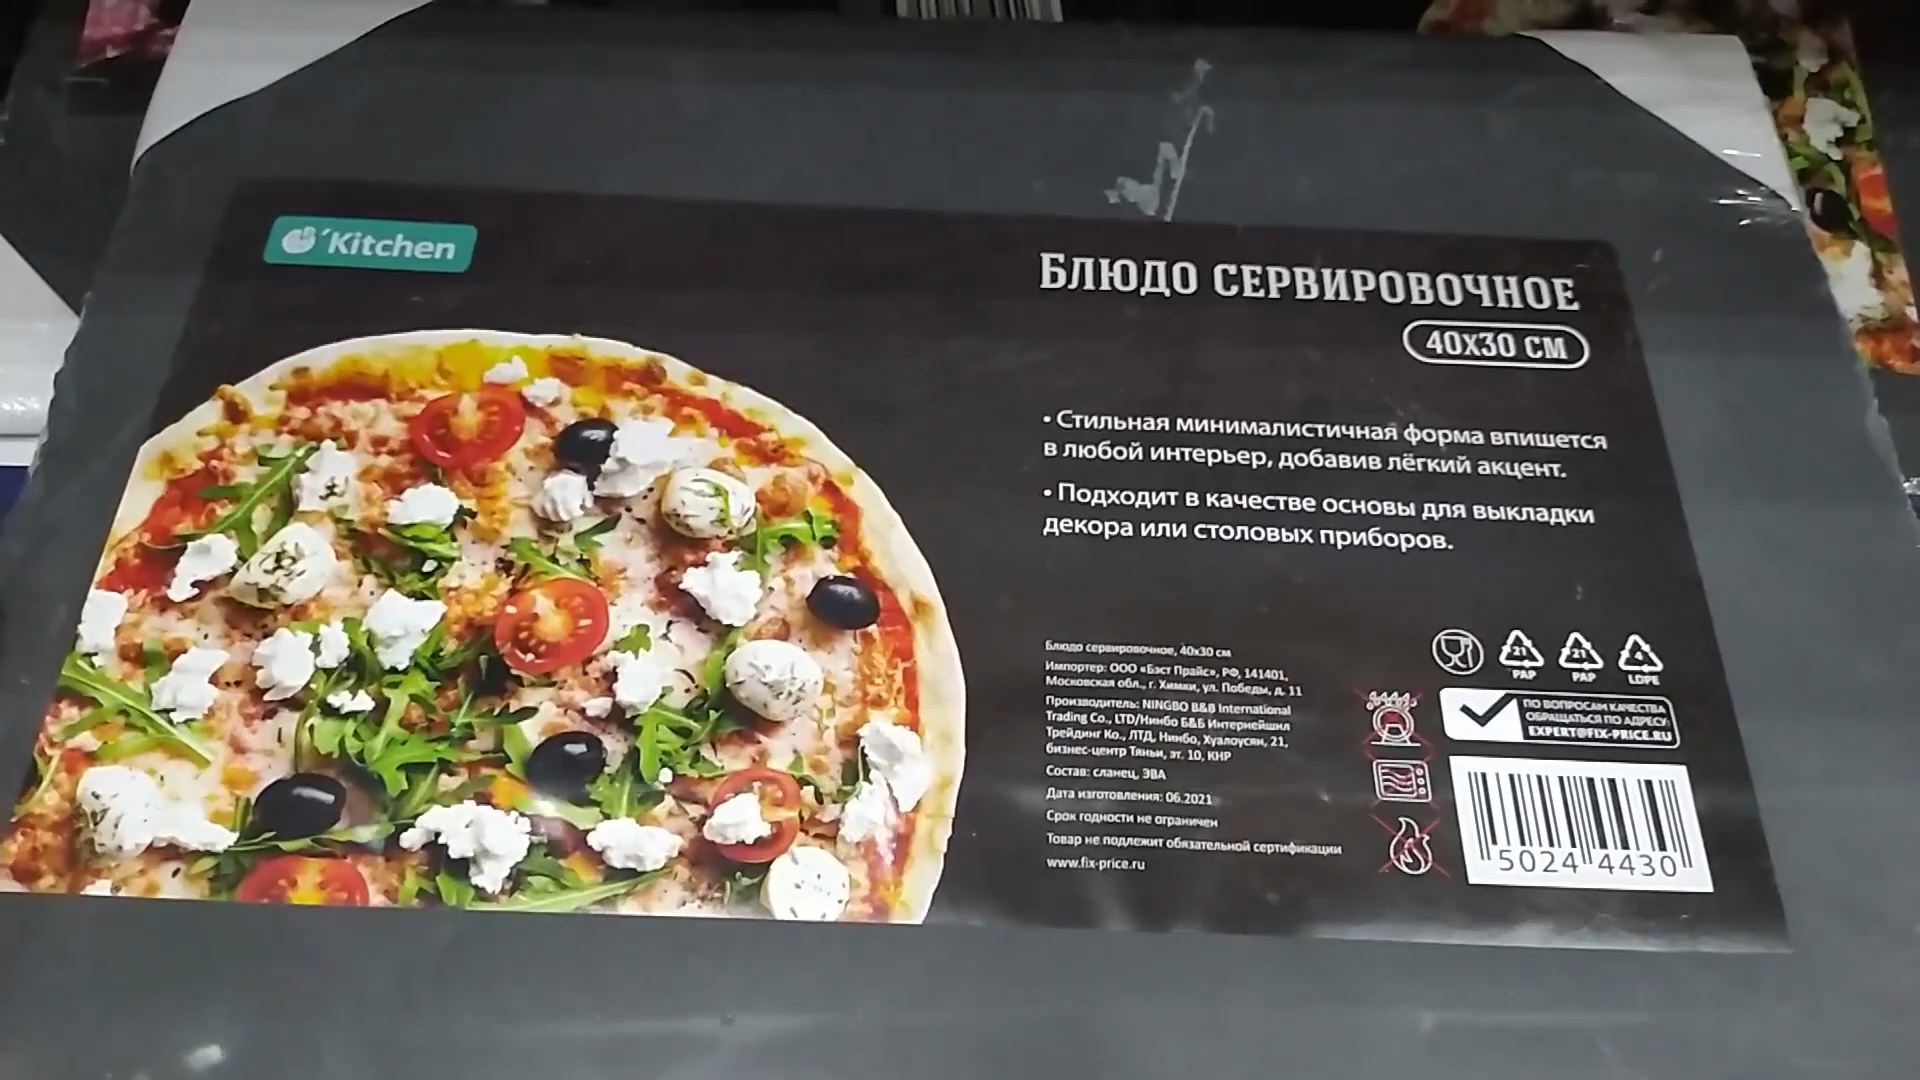 'Kitchen
БЛЮДО СЕРВИРОВОЧНОЕ
40х30 СМ
• Стильная минималистичная форма впишется
в любой интерьер, добавив лёгкий акцент.
• Подходит в качестве основы для выкладки
декора или столовых приборов.
Блюдо сервировочное, 40х30 см
Импортер: ООО «Бэст Прайс», РФ, 141401,
Московская обл., г. Химки, ул. Победы, д. 11
Производитель: NINGBO B&B International
Trading Co., LTD/Нинбо Б&Б Интернейшнл
Трейдинг Ко., ЛТД, Нинбо, Хуалоусян, 21,
бизнес-центр Тяньи, эт. 10, КНР
Состав: сланец, ЭВА
Дата изготовления: 06.2021
Срок годности не ограничен
Товар не подлежит обязательной сертификации
www.fix-price.ru
21 21 4
PAP PAP LDPE
ПО ВОПРОСАМ КАЧЕСТВА
ОБРАЩАТЬСЯ ПО АДРЕСУ:
EXPERT@FIX-PRICE.RU
5024 4430